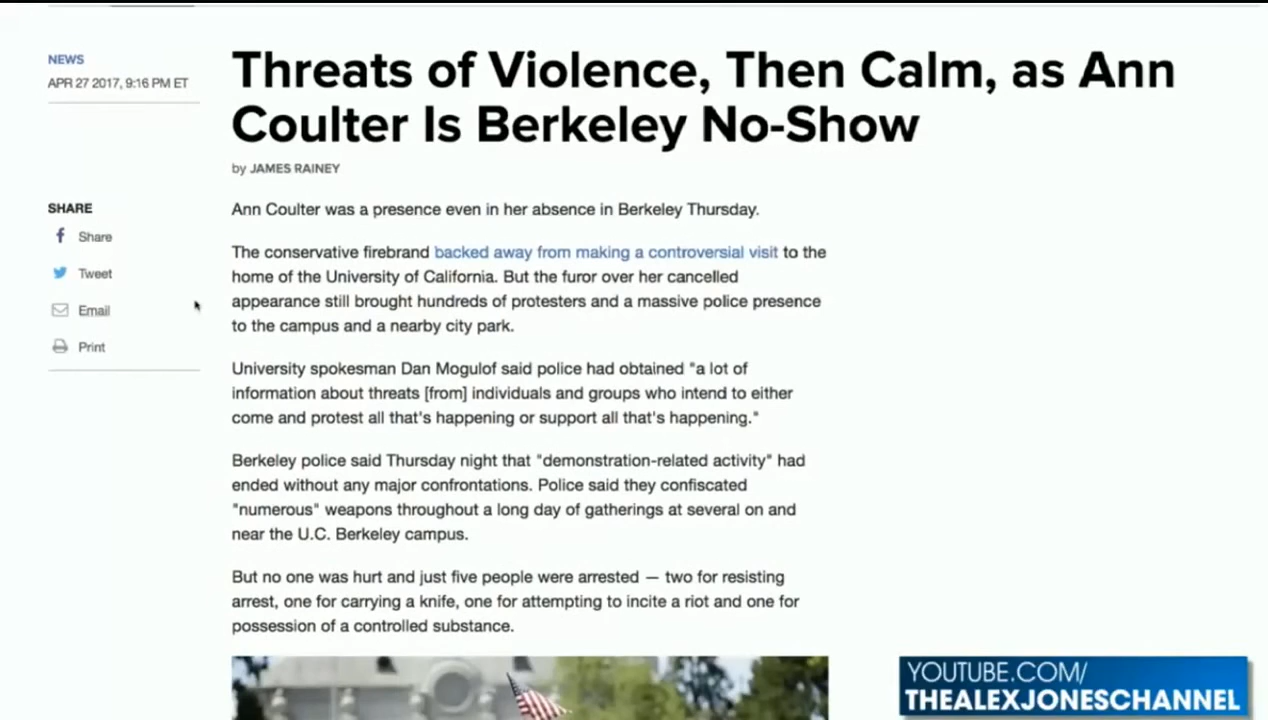 NEWS
APR 27 2017, 9:16 PM ET
Threats of Violence, Then Calm, as Ann
Coulter Is Berkeley No-Show
by JAMES RAINEY
SHARE
Share
Tweet
Email
Print
Ann Coulter was a presence even in her absence in Berkeley Thursday.
The conservative firebrand backed away from making a controversial visit to the
home of the University of California. But the furor over her cancelled
appearance still brought hundreds of protesters and a massive police presence
to the campus and a nearby city park.
University spokesman Dan Mogulof said police had obtained "a lot of
information about threats [from] individuals and groups who intend to either
come and protest all that's happening or support all that's happening."
Berkeley police said Thursday night that "demonstration-related activity" had
ended without any major confrontations. Police said they confiscated
"numerous" weapons throughout a long day of gatherings at several on and
near the U.C. Berkeley campus.
But no one was hurt and just five people were arrested — two for resisting
arrest, one for carrying a knife, one for attempting to incite a riot and one for
possession of a controlled substance.
YOUTUBE.COM/
THEALEXJONESCHANNEL